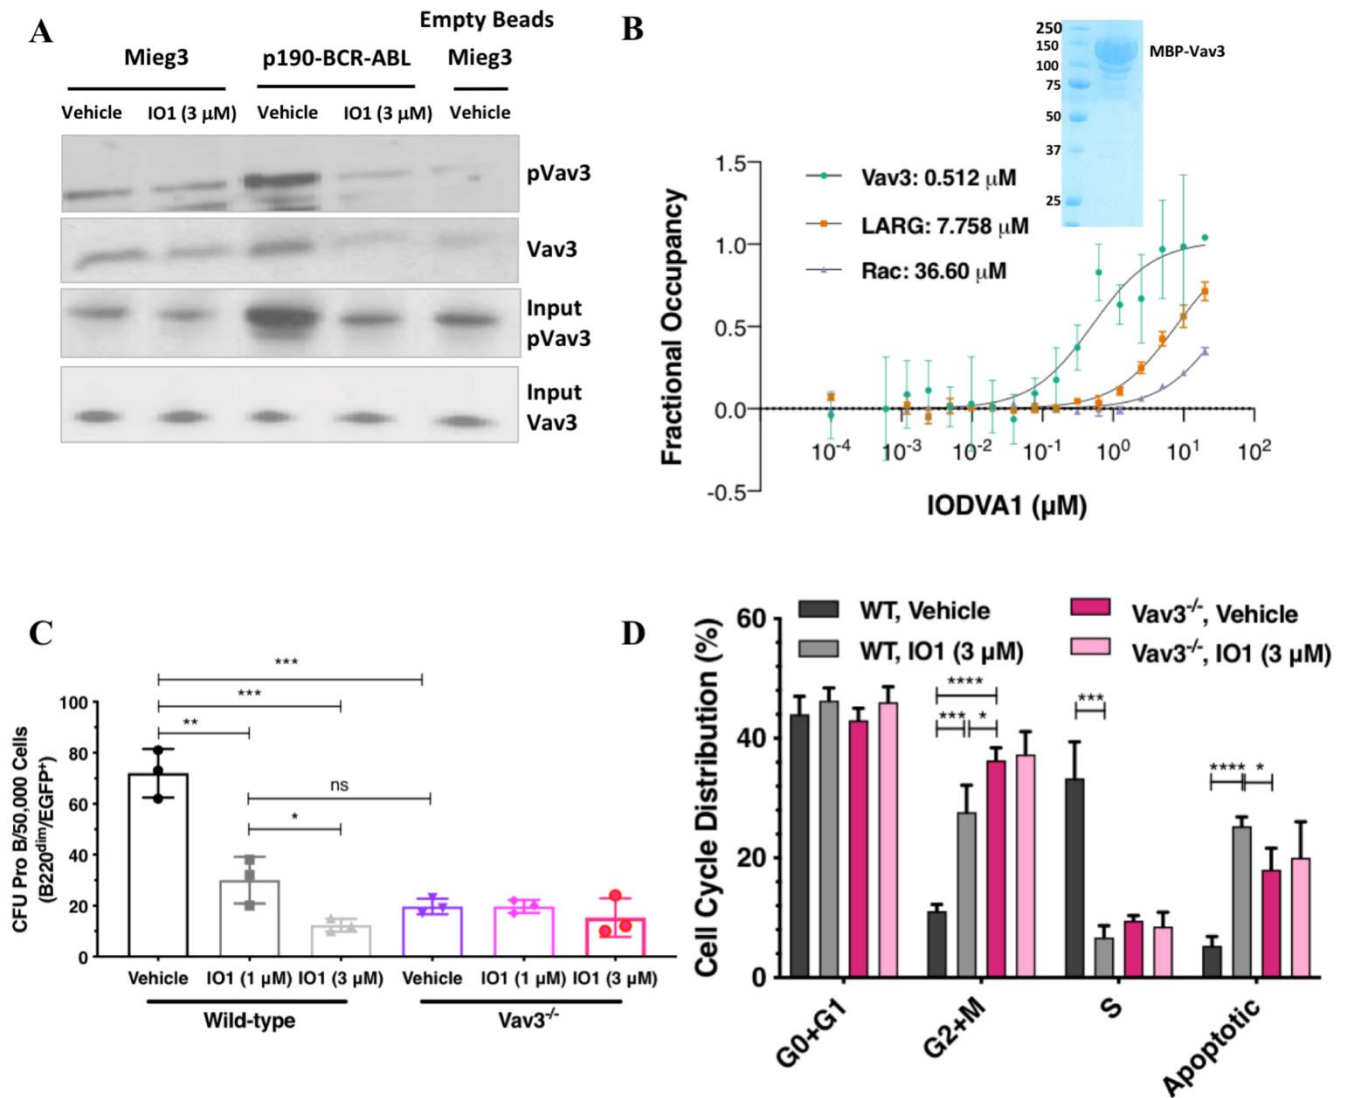 A
Empty Beads
Mieg3
p190-BCR-ABL
Mieg3
Vehicle
IO1 (3 µM)
Vehicle
IO1 (3 µM)
Vehicle
pVav3
Vav3
Input
pVav3
Input
Vav3
B
250
150
100
75
50
37
25
MBP-Vav3
Vav3: 0.512 µM
LARG: 7.758 µM
Rac: 36.60 µM
1.5
1.0
0.5
0.0
-0.5
Fractional Occupancy
10⁻⁴
10⁻³
10⁻²
10⁻¹
10⁰
10¹
10²
IODVA1 (µM)
C
***
***
**
ns
*
100
80
60
40
20
0
CFU Pro B/50,000 Cells
(B220ᵈⁱᵐ/EGFP⁺)
Vehicle
IO1 (1 µM)
IO1 (3 µM)
Vehicle
IO1 (1 µM)
IO1 (3 µM)
Wild-type
Vav3⁻/⁻
D
WT, Vehicle
WT, IO1 (3 µM)
Vav3⁻/⁻, Vehicle
Vav3⁻/⁻, IO1 (3 µM)
60
40
20
0
Cell Cycle Distribution (%)
****
***
*
***
****
*
G0+G1
G2+M
S
Apoptotic